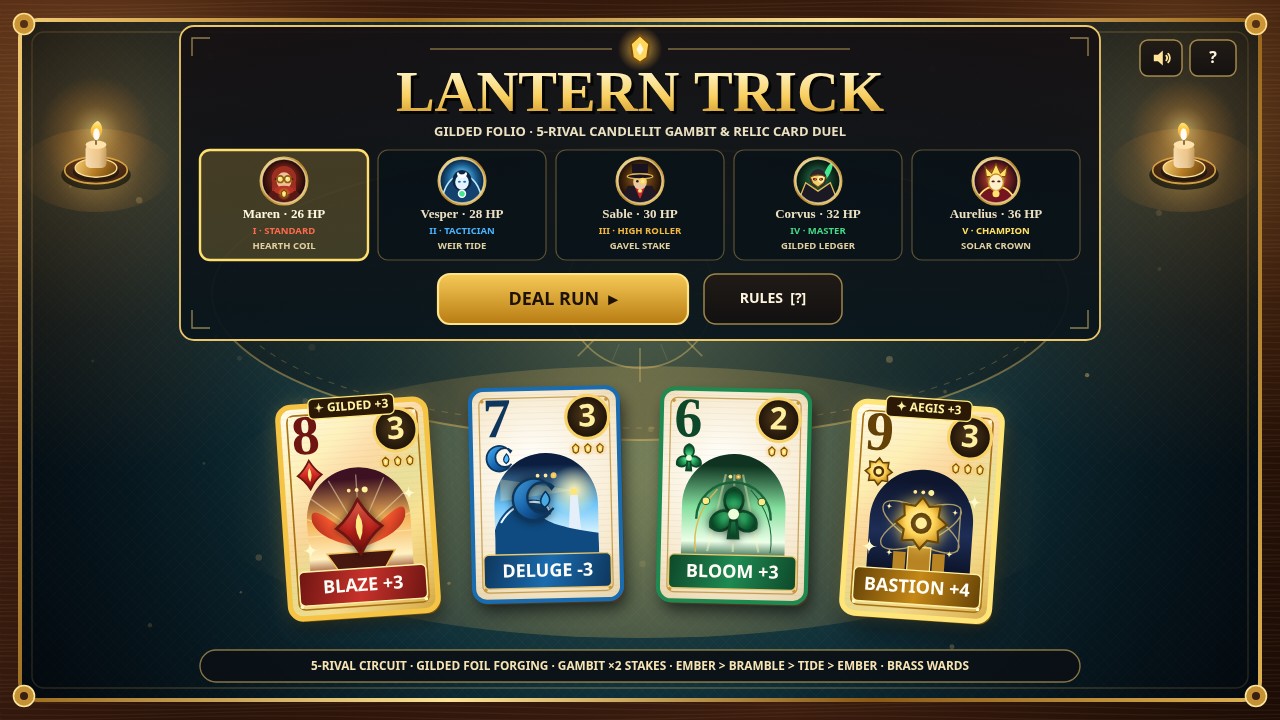 ?
LANTERN TRICK
GILDED FOLIO · 5-RIVAL CANDLELIT GAMBIT & RELIC CARD DUEL
Maren · 26 HP
I · STANDARD
HEARTH COIL
Vesper · 28 HP
II · TACTICIAN
WEIR TIDE
Sable · 30 HP
III · HIGH ROLLER
GAVEL STAKE
Corvus · 32 HP
IV · MASTER
GILDED LEDGER
Aurelius · 36 HP
V · CHAMPION
SOLAR CROWN
DEAL RUN ►
RULES [?]
✦ GILDED +3
8
3
BLAZE +3
7
3
DELUGE -3
6
2
BLOOM +3
✦ AEGIS +3
9
3
BASTION +4
5-RIVAL CIRCUIT · GILDED FOIL FORGING · GAMBIT ×2 STAKES · EMBER > BRAMBLE > TIDE > EMBER · BRASS WARDS